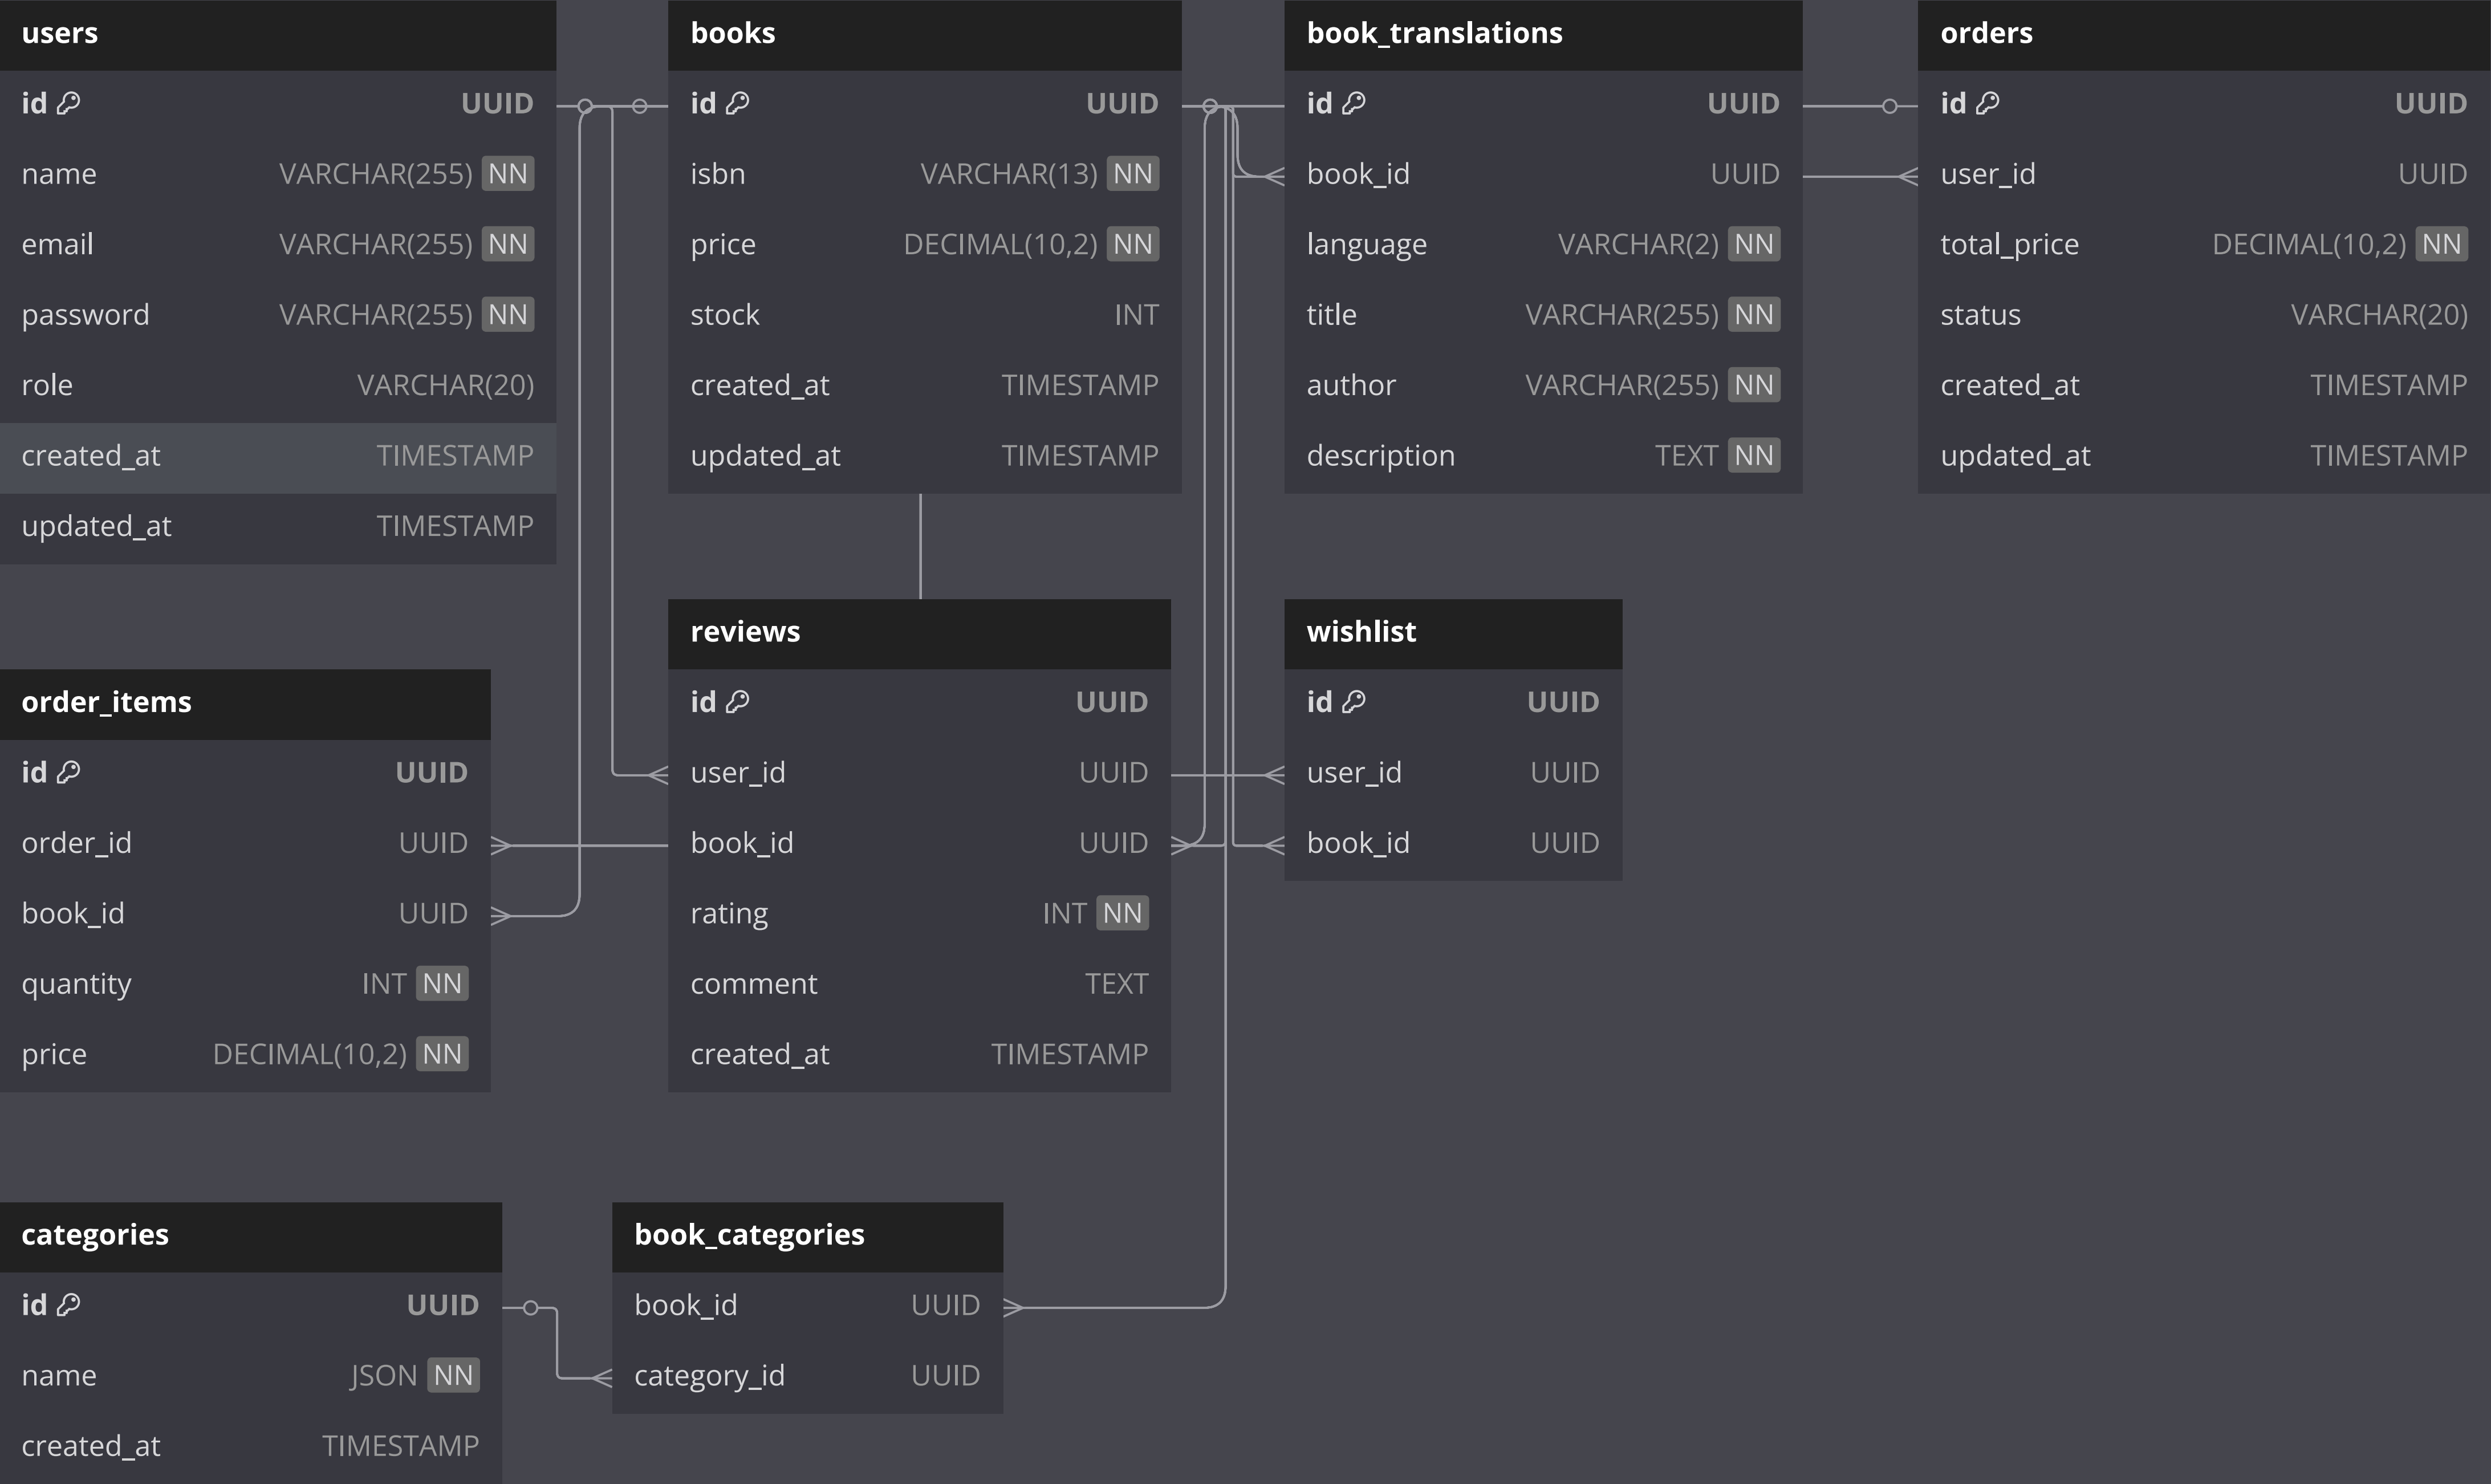 users
id UUID
name VARCHAR(255) NN
email VARCHAR(255) NN
password VARCHAR(255) NN
role VARCHAR(20)
created_at TIMESTAMP
updated_at TIMESTAMP
books
id UUID
isbn VARCHAR(13) NN
price DECIMAL(10,2) NN
stock INT
created_at TIMESTAMP
updated_at TIMESTAMP
book_translations
id UUID
book_id UUID
language VARCHAR(2) NN
title VARCHAR(255) NN
author VARCHAR(255) NN
description TEXT NN
orders
id UUID
user_id UUID
total_price DECIMAL(10,2) NN
status VARCHAR(20)
created_at TIMESTAMP
updated_at TIMESTAMP
order_items
id UUID
order_id UUID
book_id UUID
quantity INT NN
price DECIMAL(10,2) NN
reviews
id UUID
user_id UUID
book_id UUID
rating INT NN
comment TEXT
created_at TIMESTAMP
wishlist
id UUID
user_id UUID
book_id UUID
categories
id UUID
name JSON NN
created_at TIMESTAMP
book_categories
book_id UUID
category_id UUID